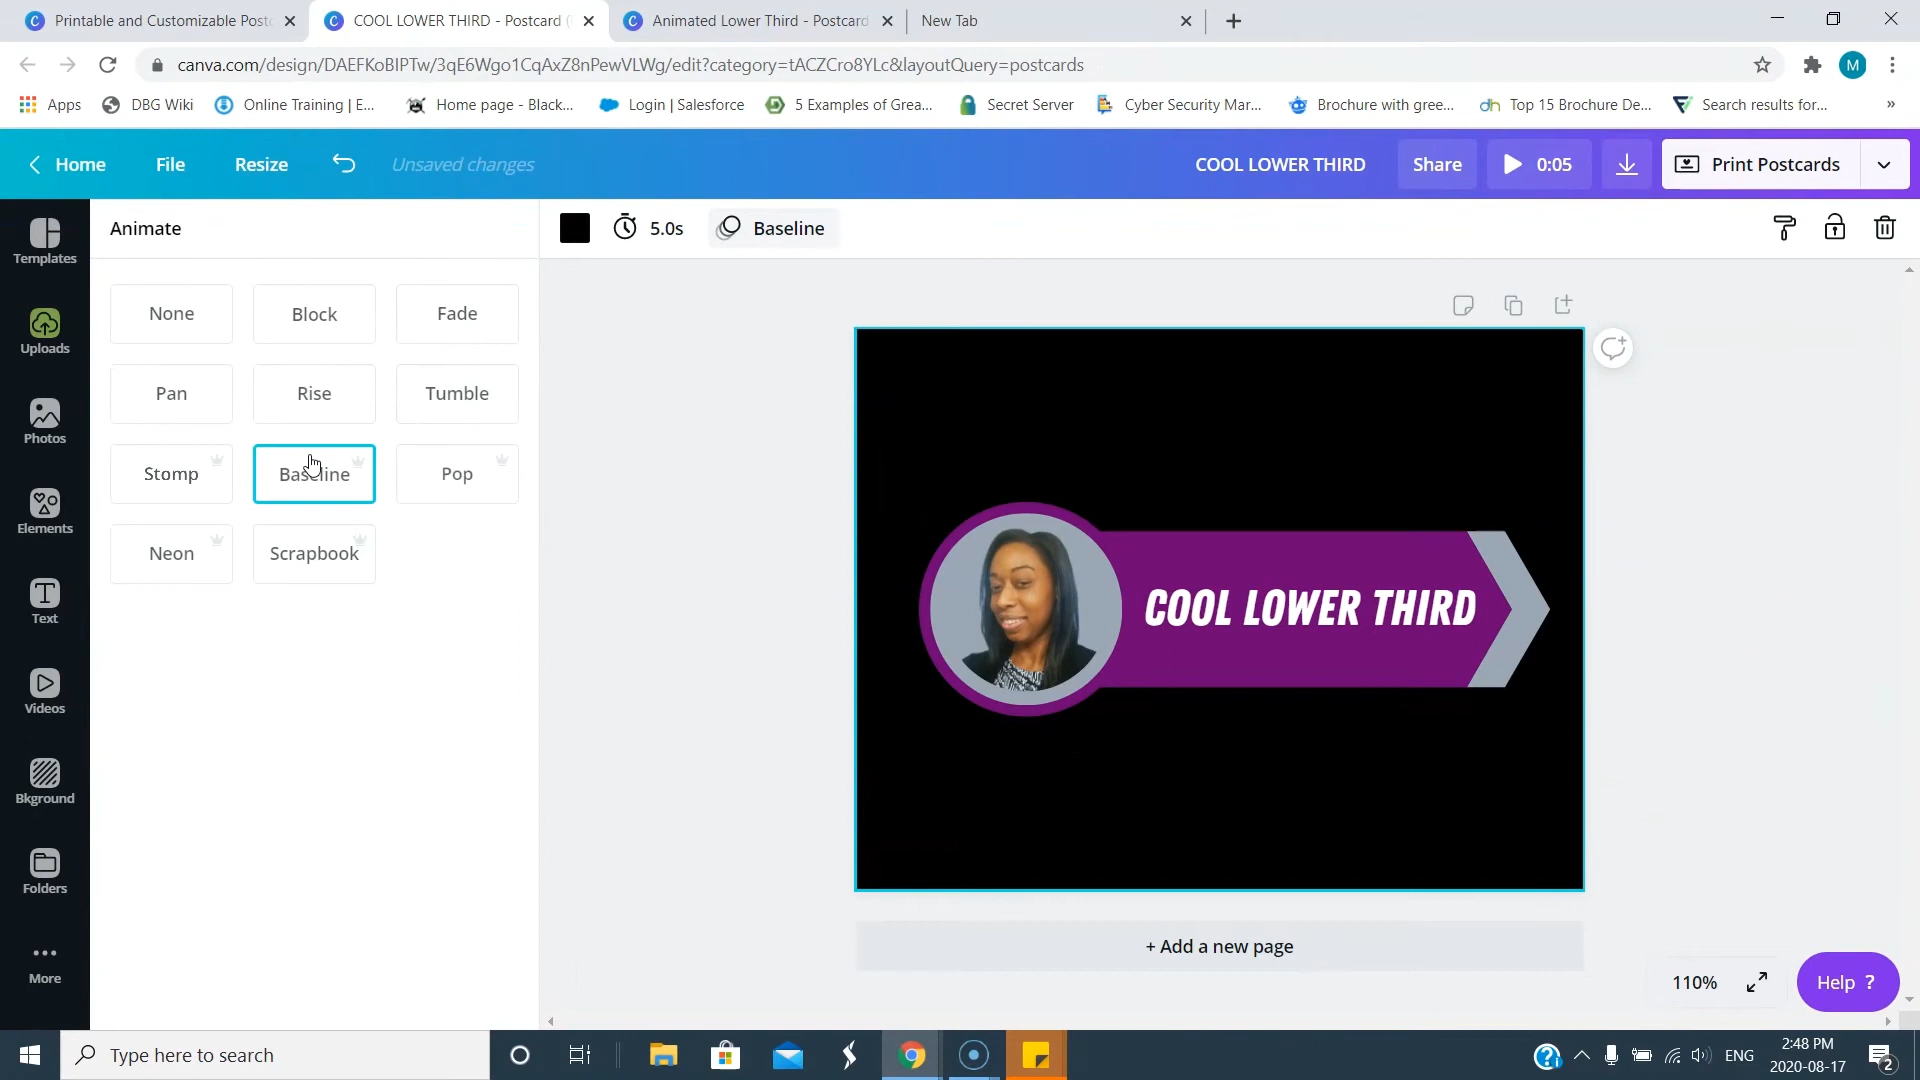 Printable and Customizable Postc
COOL LOWER THIRD - Postcard (
Animated Lower Third - Postcard
New Tab
canva.com/design/DAEFKoBIPTw/3qE6Wgo1CqAxZ8nPewVLWg/edit?category=tACZCro8YLc&layoutQuery=postcards
M
Apps
DBG Wiki
Online Training | E...
Home page - Black...
Login | Salesforce
5 Examples of Grea...
Secret Server
Cyber Security Mar...
Brochure with gree...
Top 15 Brochure De...
Search results for...
»
Home
File
Resize
Unsaved changes
COOL LOWER THIRD
Share
0:05
Print Postcards
Templates
Uploads
Photos
Elements
Text
Videos
Bkground
Folders
More
Animate
5.0s
Baseline
None
Block
Fade
Pan
Rise
Tumble
Stomp
Baseline
Pop
Neon
Scrapbook
COOL LOWER THIRD
+ Add a new page
110%
Help ?
Type here to search
ENG
2:48 PM
2020-08-17
2